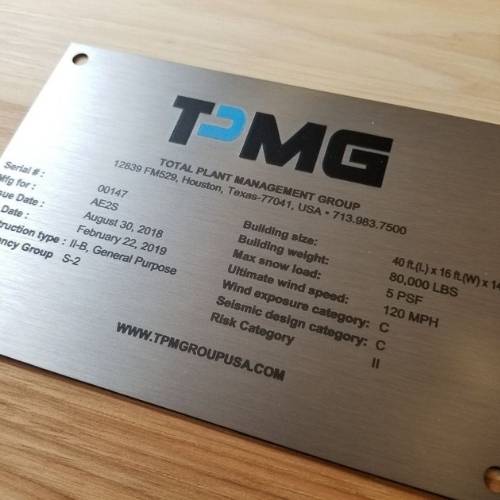 TPMG
TOTAL PLANT MANAGEMENT GROUP
12839 FM529, Houston, Texas-77041, USA • 713.983.7500
Serial # : 00147
Mfg for : AE2S
Date : August 30, 2018
Date : February 22, 2019
type : II-B, General Purpose
Group S-2
Building size: 40 ft.(L) x 16 ft.(W) x
Building weight: 80,000 LBS
Max snow load: 5 PSF
Ultimate wind speed: 120 MPH
Wind exposure category: C
Seismic design category: C
Risk Category II
WWW.TPMGROUPUSA.COM